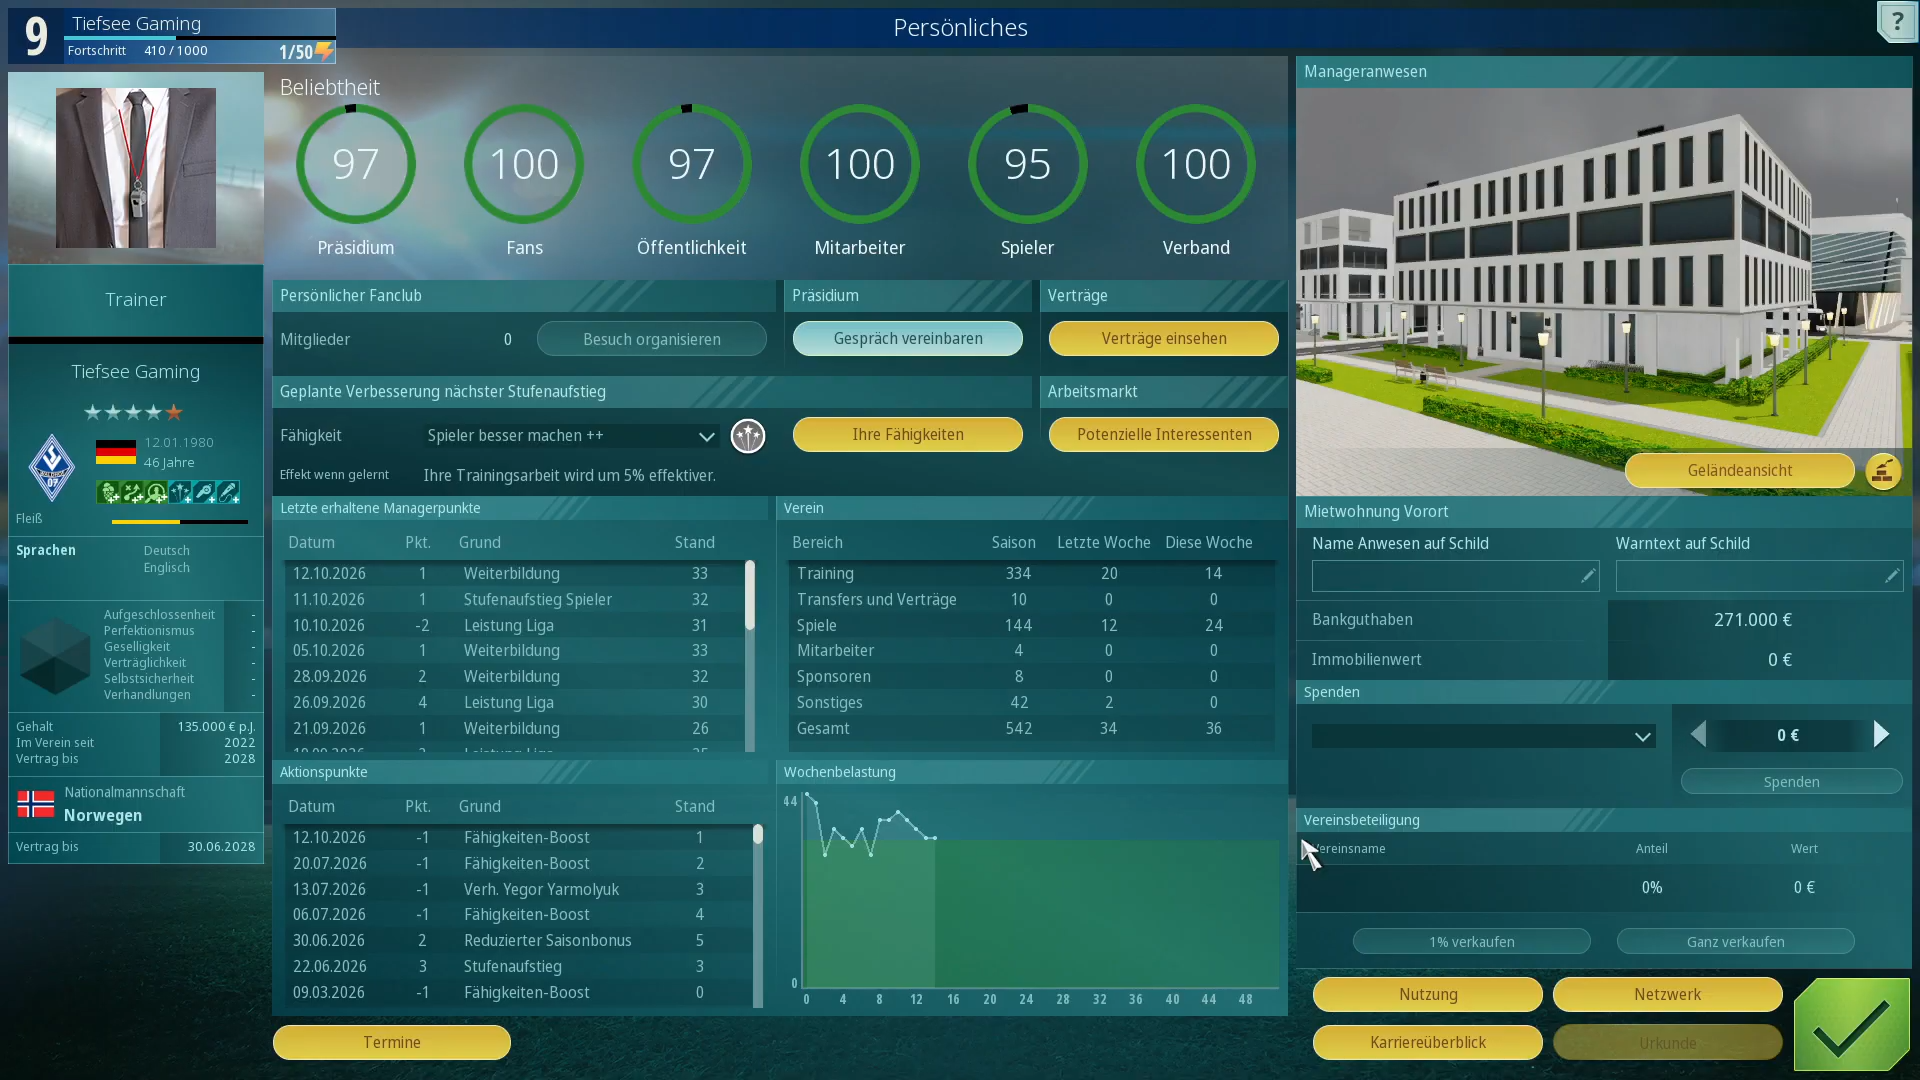 9
Tiefsee Gaming
Fortschritt 410 / 1000
1/50
Persönliches
?
Trainer
Tiefsee Gaming
12.01.1980
46 Jahre
Fleiß
Sprachen Deutsch
Englisch
Aufgeschlossenheit -
Perfektionismus -
Geselligkeit -
Verträglichkeit -
Selbstsicherheit -
Verhandlungen -
Gehalt 135.000 € p.J.
Im Verein seit 2022
Vertrag bis 2028
Nationalmannschaft
Norwegen
Vertrag bis 30.06.2028
Beliebtheit
97 100 97 100 95 100
Präsidium Fans Öffentlichkeit Mitarbeiter Spieler Verband
Persönlicher Fanclub
Mitglieder 0 Besuch organisieren
Präsidium
Gespräch vereinbaren
Verträge
Verträge einsehen
Geplante Verbesserung nächster Stufenaufstieg
Fähigkeit Spieler besser machen ++
Ihre Fähigkeiten
Effekt wenn gelernt Ihre Trainingsarbeit wird um 5% effektiver.
Arbeitsmarkt
Potenzielle Interessenten
Letzte erhaltene Managerpunkte
Datum Pkt. Grund Stand
12.10.2026 1 Weiterbildung 33
11.10.2026 1 Stufenaufstieg Spieler 32
10.10.2026 -2 Leistung Liga 31
05.10.2026 1 Weiterbildung 33
28.09.2026 2 Weiterbildung 32
26.09.2026 4 Leistung Liga 30
21.09.2026 1 Weiterbildung 26
Verein
Bereich Saison Letzte Woche Diese Woche
Training 334 20 14
Transfers und Verträge 10 0 0
Spiele 144 12 24
Mitarbeiter 4 0 0
Sponsoren 8 0 0
Sonstiges 42 2 0
Gesamt 542 34 36
Aktionspunkte
Datum Pkt. Grund Stand
12.10.2026 -1 Fähigkeiten-Boost 1
20.07.2026 -1 Fähigkeiten-Boost 2
13.07.2026 -1 Verh. Yegor Yarmolyuk 3
06.07.2026 -1 Fähigkeiten-Boost 4
30.06.2026 2 Reduzierter Saisonbonus 5
22.06.2026 3 Stufenaufstieg 3
09.03.2026 -1 Fähigkeiten-Boost 0
Wochenbelastung
44
0
0 4 8 12 16 20 24 28 32 36 40 44 48
Termine
Manageranwesen
Geländeansicht
Mietwohnung Vorort
Name Anwesen auf Schild Warntext auf Schild
Bankguthaben 271.000 €
Immobilienwert 0 €
Spenden
0 €
Spenden
Vereinsbeteiligung
Vereinsname Anteil Wert
0% 0 €
1% verkaufen Ganz verkaufen
Nutzung Netzwerk
Karriereüberblick Urkunde